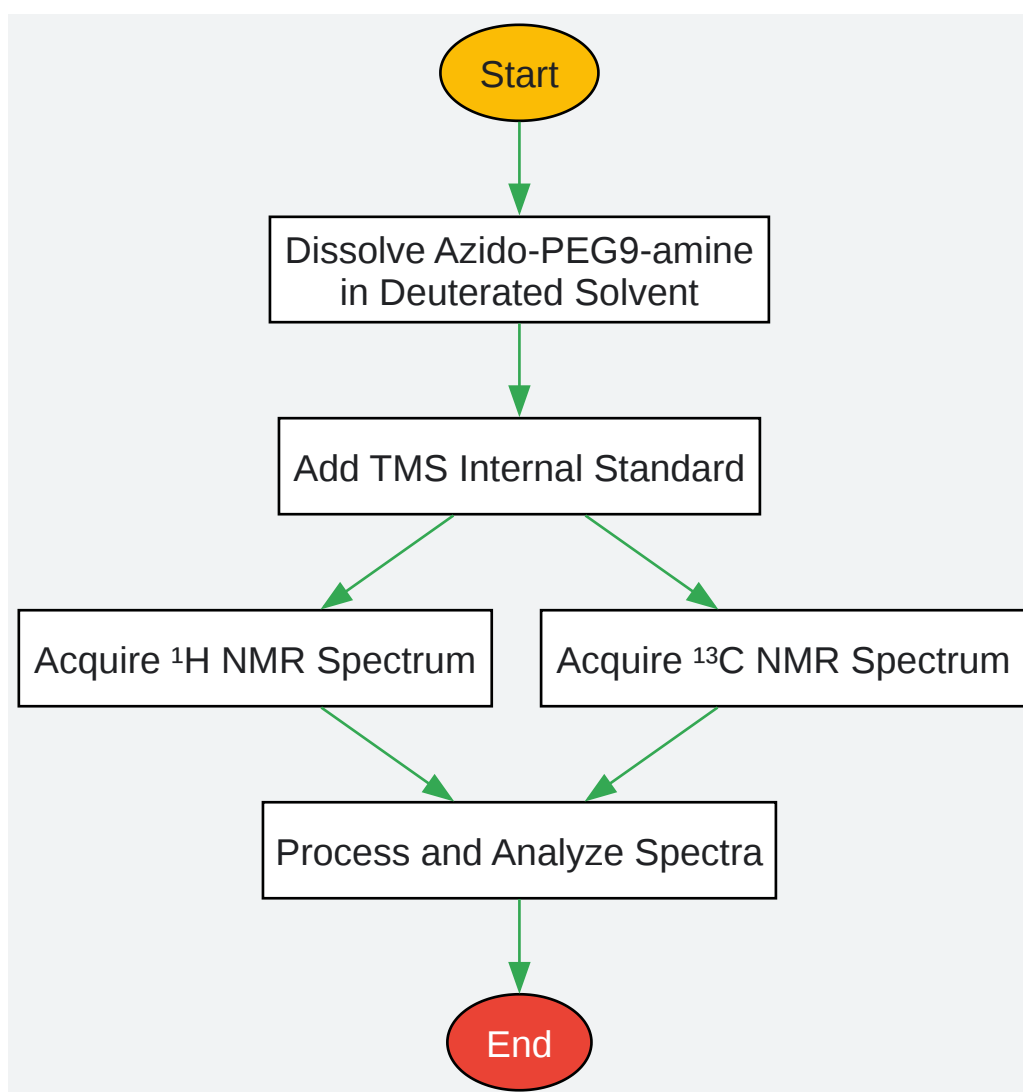 Start
Dissolve Azido-PEG9-amine
in Deuterated Solvent
Add TMS Internal Standard
Acquire ¹H NMR Spectrum
Acquire ¹³C NMR Spectrum
Process and Analyze Spectra
End